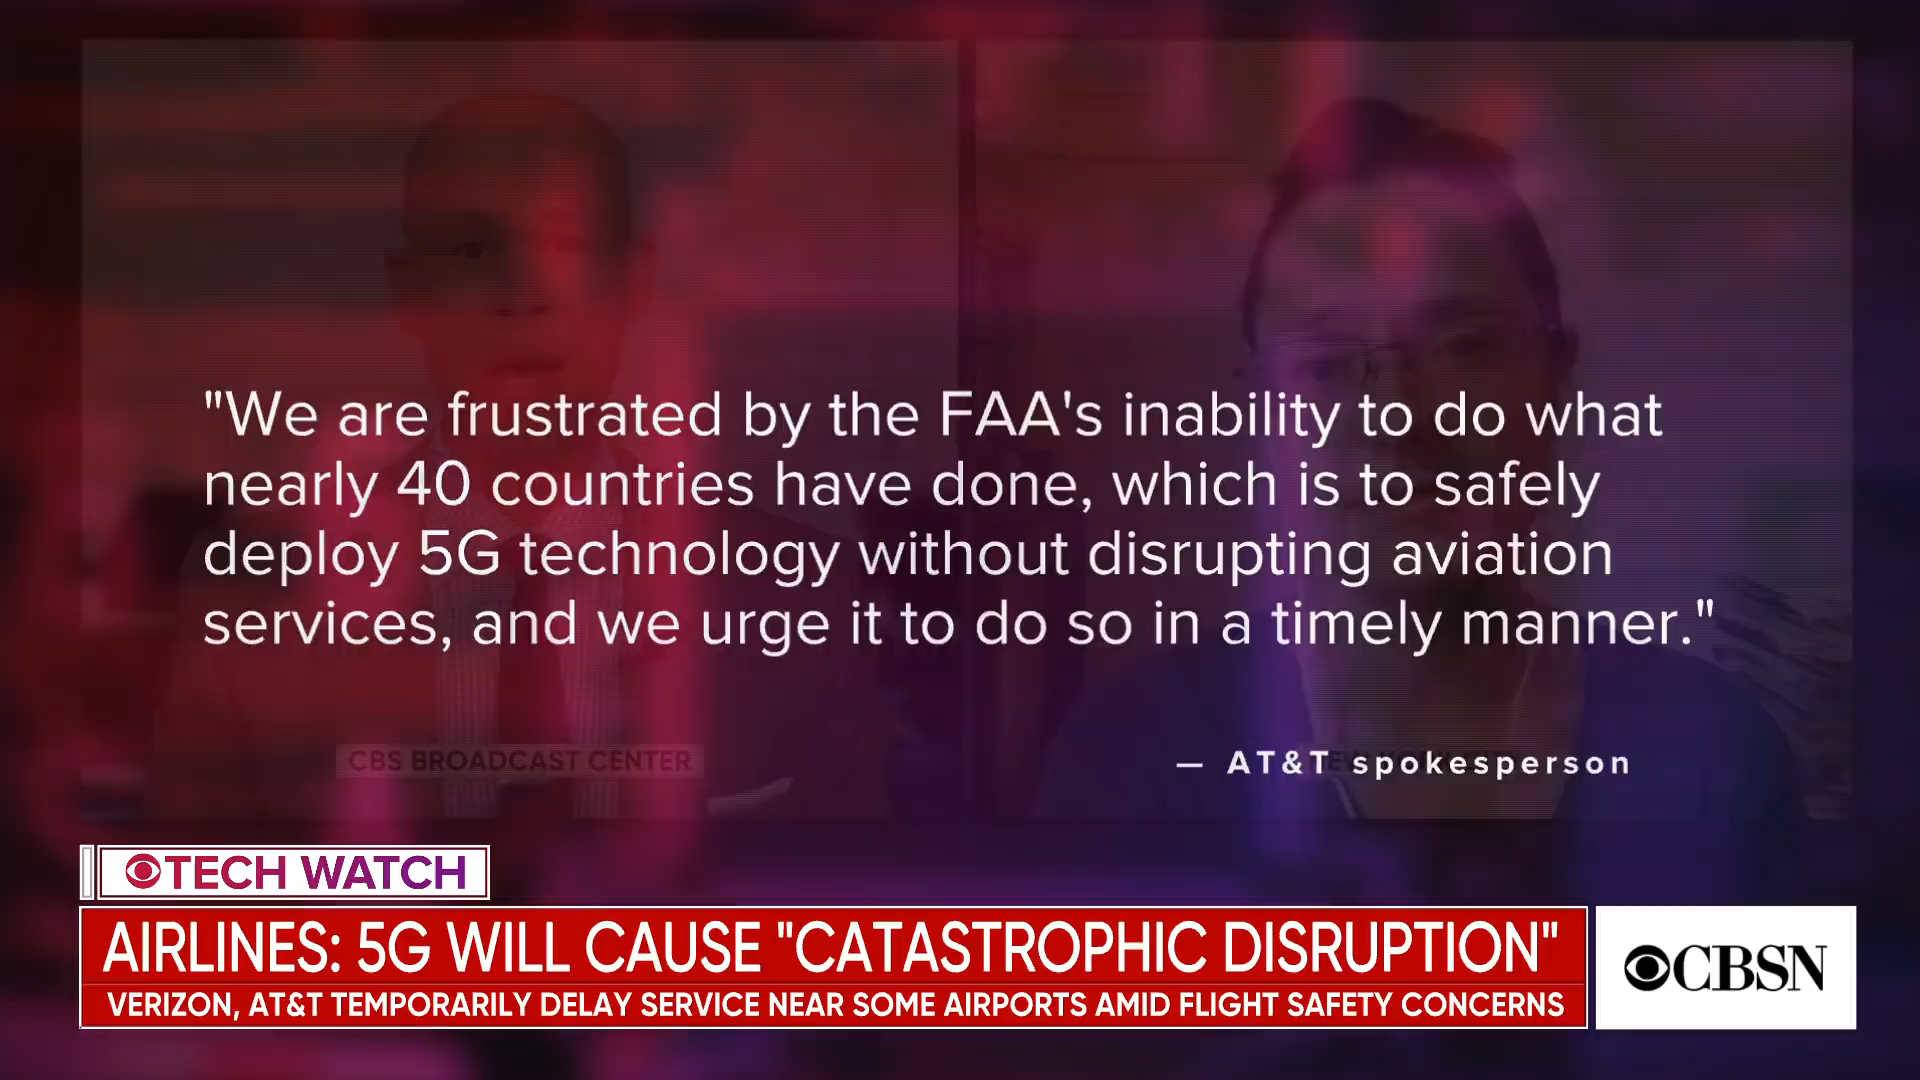 "We are frustrated by the FAA's inability to do what
nearly 40 countries have done, which is to safely
deploy 5G technology without disrupting aviation
services, and we urge it to do so in a timely manner."
CBS BROADCAST CENTER
— AT&T spokesperson
TECH WATCH
AIRLINES: 5G WILL CAUSE "CATASTROPHIC DISRUPTION"
VERIZON, AT&T TEMPORARILY DELAY SERVICE NEAR SOME AIRPORTS AMID FLIGHT SAFETY CONCERNS
CBSN